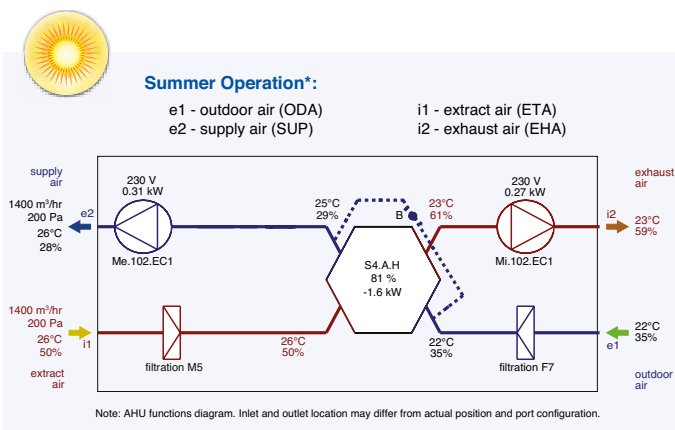 Summer Operation*:
e1 - outdoor air (ODA)
i1 - extract air (ETA)
e2 - supply air (SUP)
i2 - exhaust air (EHA)
supply
air
1400 m³/hr
200 Pa
26°C
28%
e2
230 V
0.31 kW
Me.102.EC1
25°C
29%
B
23°C
61%
230 V
0.27 kW
Mi.102.EC1
exhaust
air
i2
23°C
59%
S4.A.H
81 %
-1.6 kW
1400 m³/hr
200 Pa
26°C
50%
i1
extract
air
filtration M5
26°C
50%
22°C
35%
filtration F7
22°C
35%
e1
outdoor
air
Note: AHU functions diagram. Inlet and outlet location may differ from actual position and port configuration.